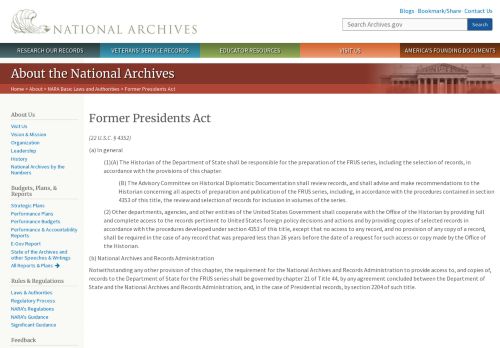 Blogs · Bookmark/Share · Contact Us
NATIONAL ARCHIVES
Search Archives.gov
Search
RESEARCH OUR RECORDS
VETERANS' SERVICE RECORDS
EDUCATOR RESOURCES
VISIT US
AMERICA'S FOUNDING DOCUMENTS
About the National Archives
Home > About > NARA Basic Laws and Authorities > Former Presidents Act
About Us
Visit Us
Vision & Mission
Organization
Leadership
History
National Archives by the
Numbers
Budgets, Plans, &
Reports
Strategic Plans
Performance Plans
Performance Budgets
Performance & Accountability
Reports
E-Gov Report
State of the Archives and
other Speeches & Writings
All Reports & Plans
Rules & Regulations
Laws & Authorities
Regulatory Process
NARA's Regulations
NARA's Guidance
Significant Guidance
Feedback
Former Presidents Act
(22 U.S.C. § 4352)
(a) In general
(1)(A) The Historian of the Department of State shall be responsible for the preparation of the FRUS series, including the selection of records, in
accordance with the provisions of this chapter.
(B) The Advisory Committee on Historical Diplomatic Documentation shall review records, and shall advise and make recommendations to the
Historian concerning all aspects of preparation and publication of the FRUS series, including, in accordance with the procedures contained in section
4353 of this title, the review and selection of records for inclusion in volumes of the series.
(2) Other departments, agencies, and other entities of the United States Government shall cooperate with the Office of the Historian by providing full
and complete access to the records pertinent to United States foreign policy decisions and actions and by providing copies of selected records in
accordance with the procedures developed under section 4353 of this title, except that no access to any record, and no provision of any copy of a record,
shall be required in the case of any record that was prepared less than 26 years before the date of a request for such access or copy made by the Office of
the Historian.
(b) National Archives and Records Administration
Notwithstanding any other provision of this chapter, the requirement for the National Archives and Records Administration to provide access to, and copies of,
records to the Department of State for the FRUS series shall be governed by chapter 21 of Title 44, by any agreement concluded between the Department of
State and the National Archives and Records Administration, and, in the case of Presidential records, by section 2204 of such title.